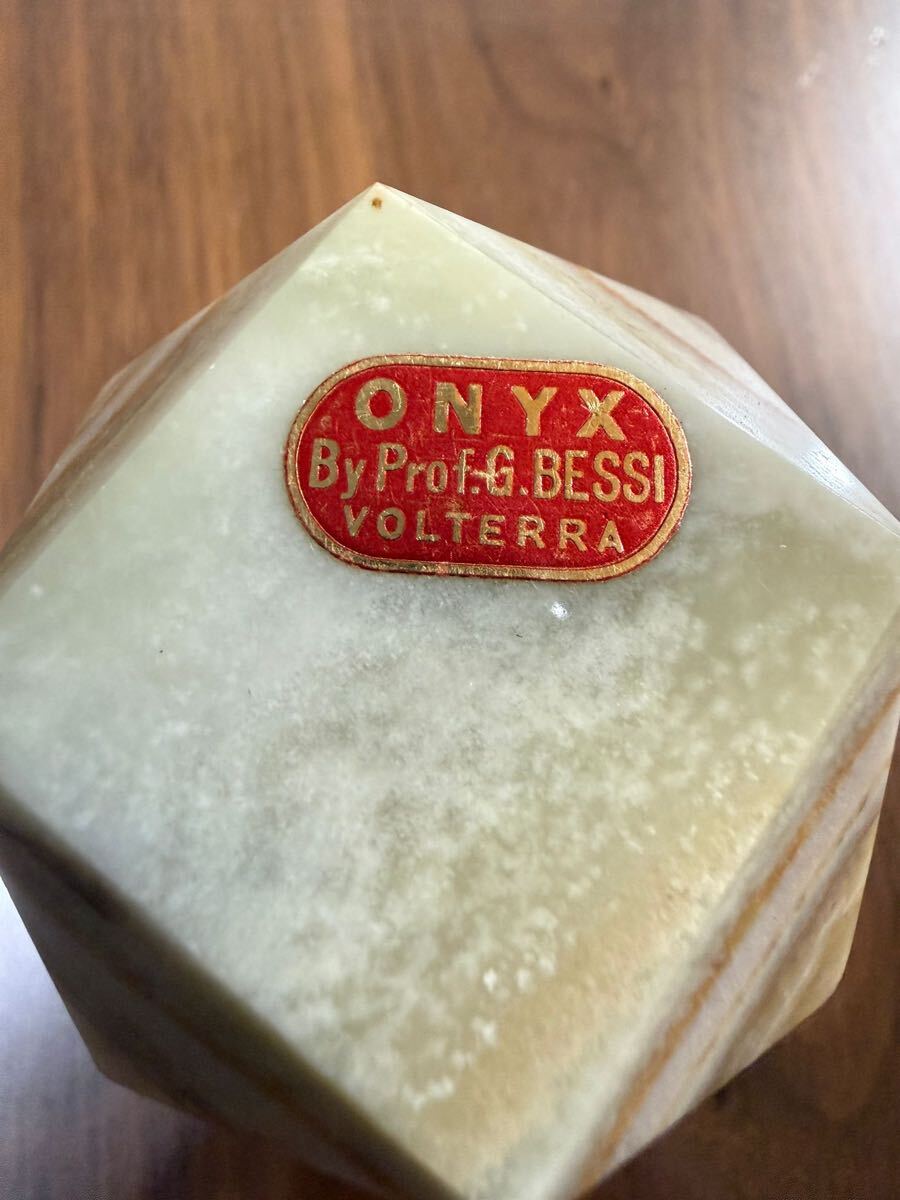 ONYX
By Prof.G.BESSI
VOLTERRA